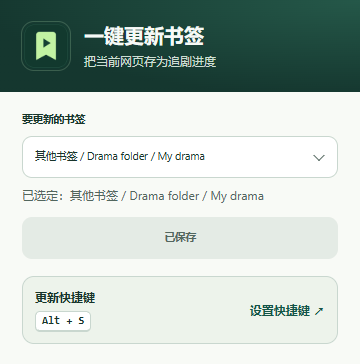 一键更新书签
把当前网页存为追剧进度
要更新的书签
其他书签 / Drama folder / My drama
已选定：其他书签 / Drama folder / My drama
已保存
更新快捷键
Alt + S
设置快捷键 ↗